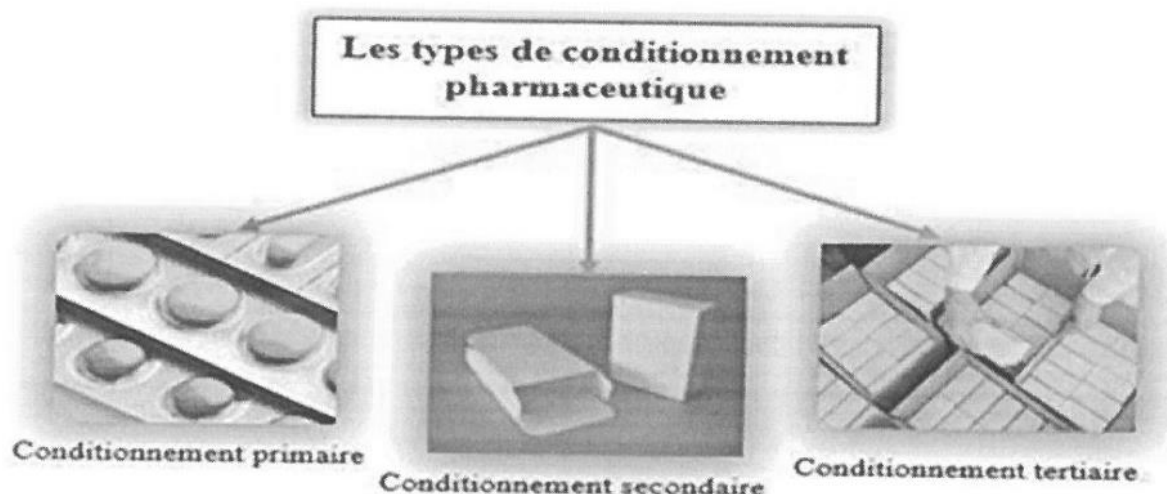 Les types de conditionnement
pharmaceutique
Conditionnement primaire
Conditionnement secondaire
Conditionnement tertiaire